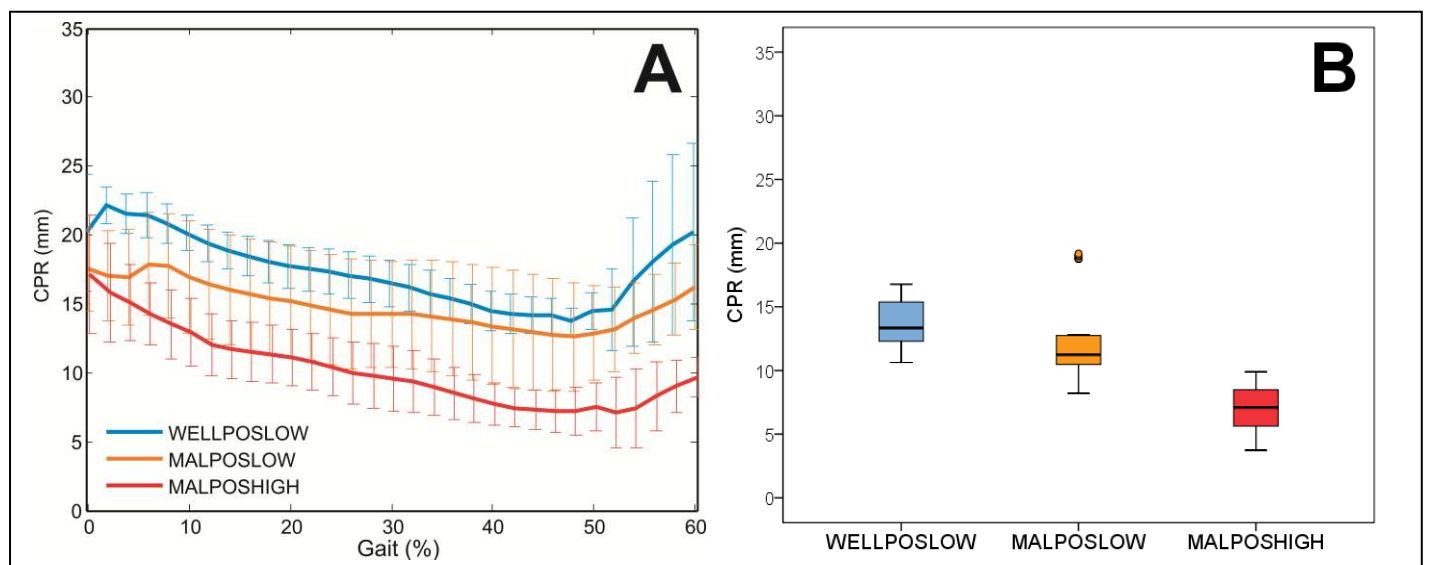 A
35
30
25
20
15
10
5
0
CPR (mm)
WELLPOSLOW
MALPOSLOW
MALPOSHIGH
0 10 20 30 40 50 60
Gait (%)
B
35
30
25
20
15
10
5
0
CPR (mm)
WELLPOSLOW MALPOSLOW MALPOSHIGH